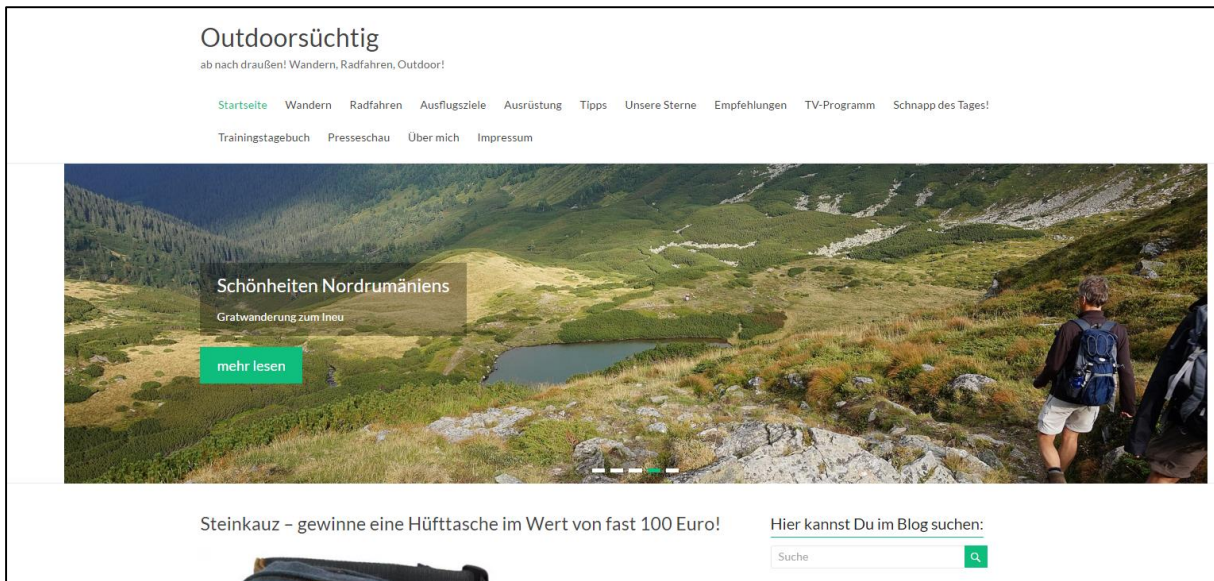 Outdoorsüchtig
ab nach draußen! Wandern, Radfahren, Outdoor!
Startseite Wandern Radfahren Ausflugsziele Ausrüstung Tipps Unsere Sterne Empfehlungen TV-Programm Schnapp des Tages!
Trainingstagebuch Presseschau Über mich Impressum
Schönheiten Nordrumäniens
Gratwanderung zum Ineu
mehr lesen
Steinkauz – gewinne eine Hüfttasche im Wert von fast 100 Euro!
Hier kannst Du im Blog suchen:
Suche